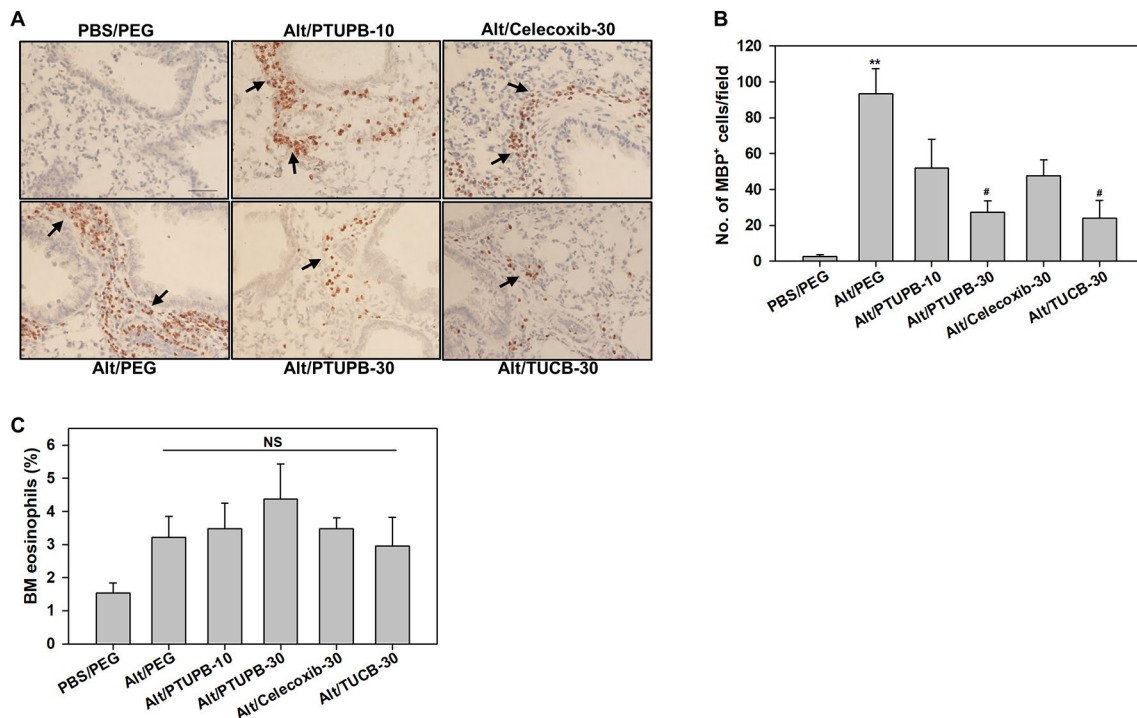 A
PBS/PEG
Alt/PTUPB-10
Alt/Celecoxib-30
Alt/PEG
Alt/PTUPB-30
Alt/TUCB-30
B
No. of MBP⁺ cells/field
120
100
80
60
40
20
0
**
#
#
PBS/PEG
Alt/PEG
Alt/PTUPB-10
Alt/PTUPB-30
Alt/Celecoxib-30
Alt/TUCB-30
C
BM eosinophils (%)
6
5
4
3
2
1
0
NS
PBS/PEG
Alt/PEG
Alt/PTUPB-10
Alt/PTUPB-30
Alt/Celecoxib-30
Alt/TUCB-30